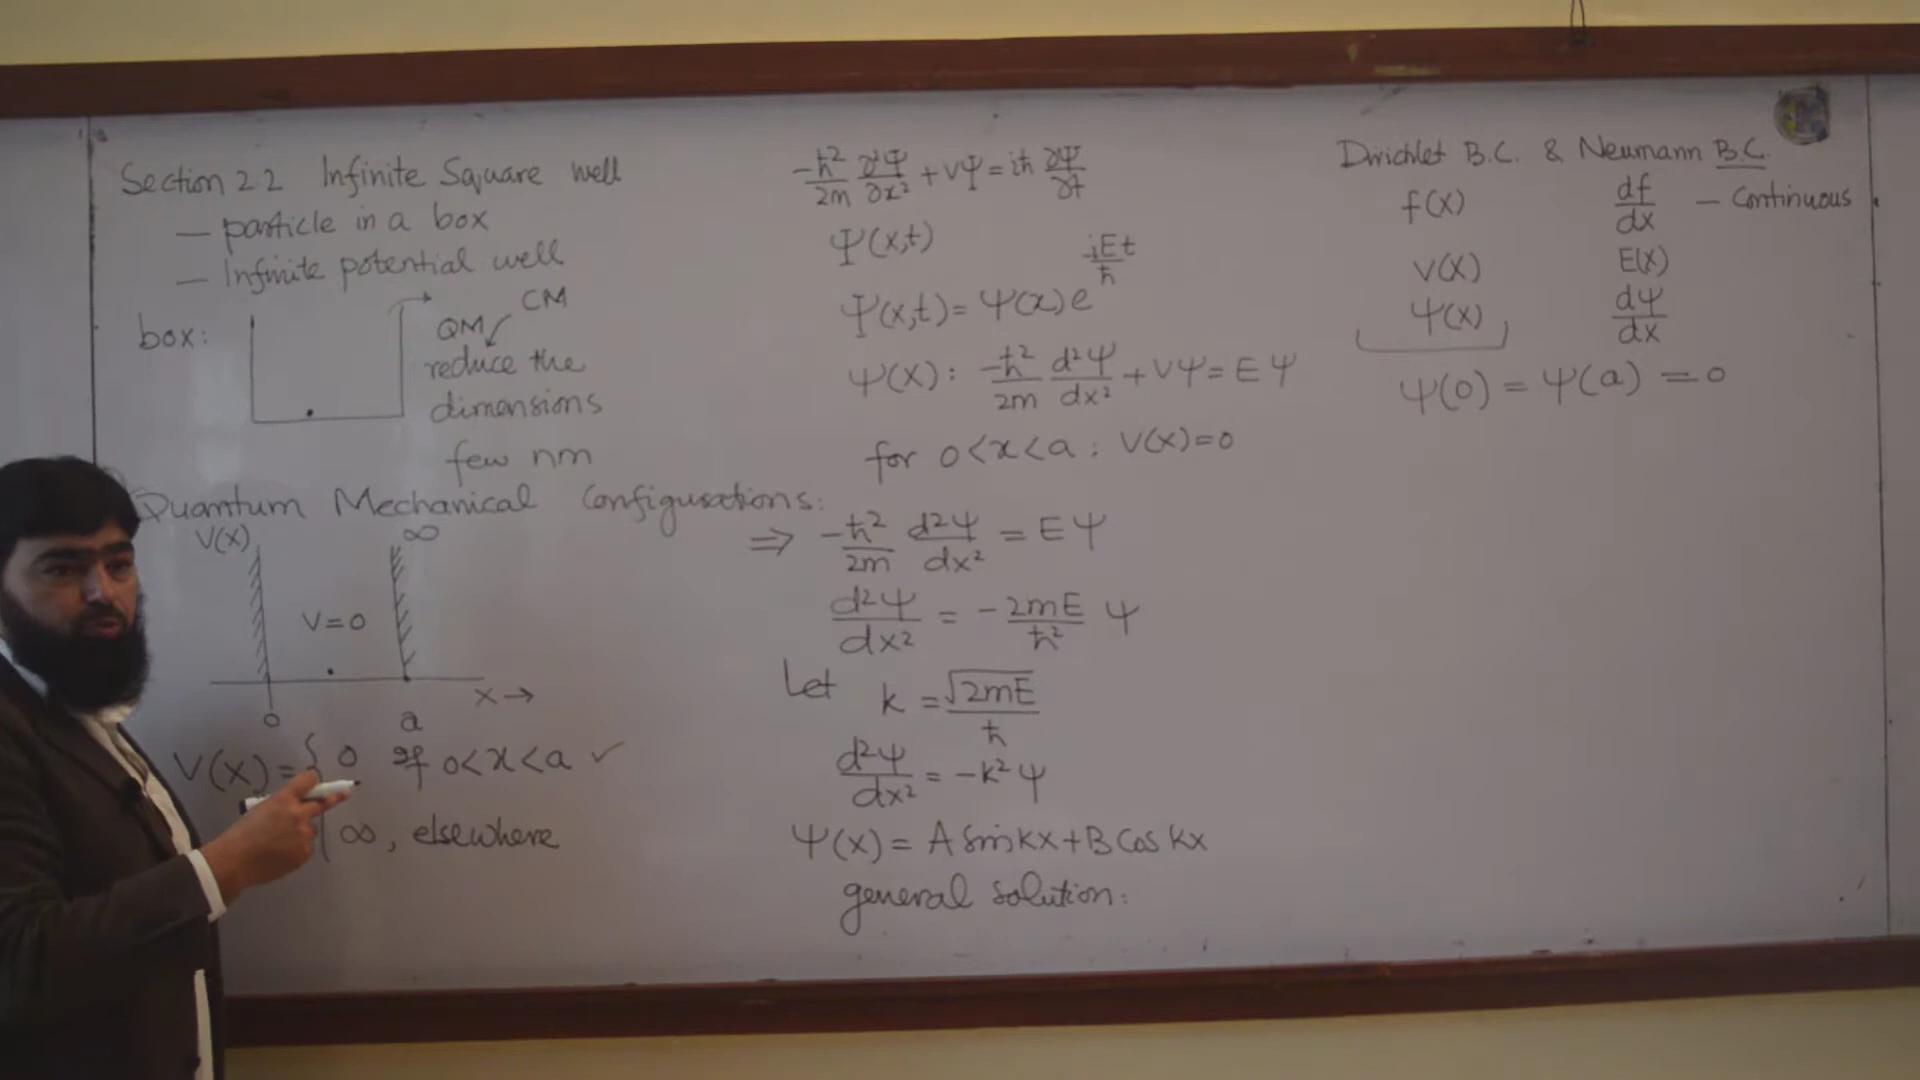 Section 2.2 Infinite Square well
— particle in a box
— Infinite potential well
box:
CM
QM
reduce the
dimensions
few nm
Quantum Mechanical Configurations:
V(x)
∞
V=0
x→
0
a
V(x)={ 0 if 0<x<a ✓
∞, elsewhere
-ħ²/2m ∂²Ψ/∂x² + VΨ = iħ ∂Ψ/∂t
Ψ(x,t)
Ψ(x,t) = ψ(x) e^(-iEt/ħ)
ψ(x): -ħ²/2m d²ψ/dx² + Vψ = Eψ
for 0<x<a; V(x)=0
⇒ -ħ²/2m d²ψ/dx² = Eψ
d²ψ/dx² = -2mE/ħ² ψ
Let k = √2mE/ħ
d²ψ/dx² = -k²ψ
ψ(x) = A sin kx + B Cos kx
general solution:
Dirichlet B.C. & Neumann B.C.
f(x) df/dx — Continuous
V(x) E(x)
ψ(x) dψ/dx
ψ(0) = ψ(a) = 0